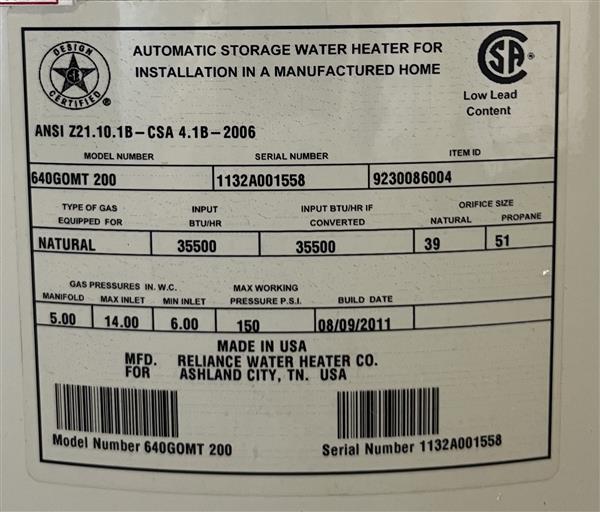 DESIGN CERTIFIED ®
AUTOMATIC STORAGE WATER HEATER FOR
INSTALLATION IN A MANUFACTURED HOME
SA ®
Low Lead
Content
ANSI Z21.10.1B-CSA 4.1B-2006
MODEL NUMBER SERIAL NUMBER ITEM ID
640GOMT 200 1132A001558 9230086004
TYPE OF GAS INPUT INPUT BTU/HR IF ORIFICE SIZE
EQUIPPED FOR BTU/HR CONVERTED NATURAL PROPANE
NATURAL 35500 35500 39 51
GAS PRESSURES IN. W.C. MAX WORKING
MANIFOLD MAX INLET MIN INLET PRESSURE P.S.I. BUILD DATE
5.00 14.00 6.00 150 08/09/2011
MADE IN USA
MFD. RELIANCE WATER HEATER CO.
FOR ASHLAND CITY, TN. USA
Model Number 640GOMT 200 Serial Number 1132A001558